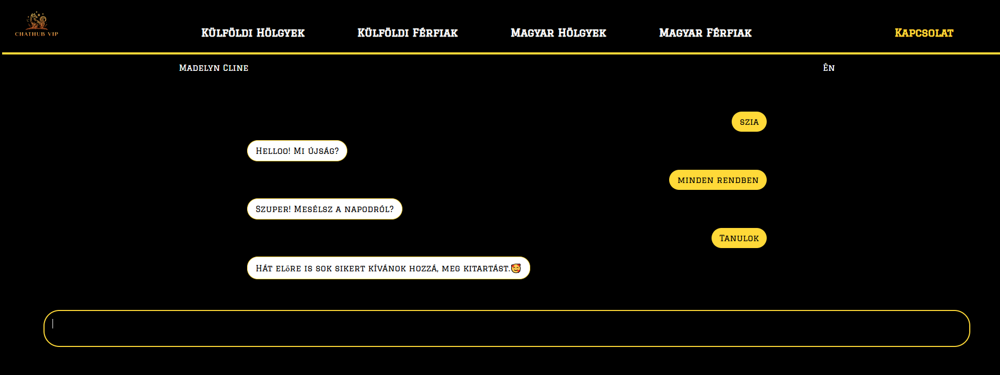 CHATHUB VIP
Külföldi Hölgyek
Külföldi Férfiak
Magyar Hölgyek
Magyar Férfiak
Kapcsolat
Madelyn Cline
Én
szia
Helloo! Mi újság?
minden rendben
Szuper! Mesélsz a napodról?
Tanulok
Hát előre is sok sikert kívánok hozzá, meg kitartást.🥰